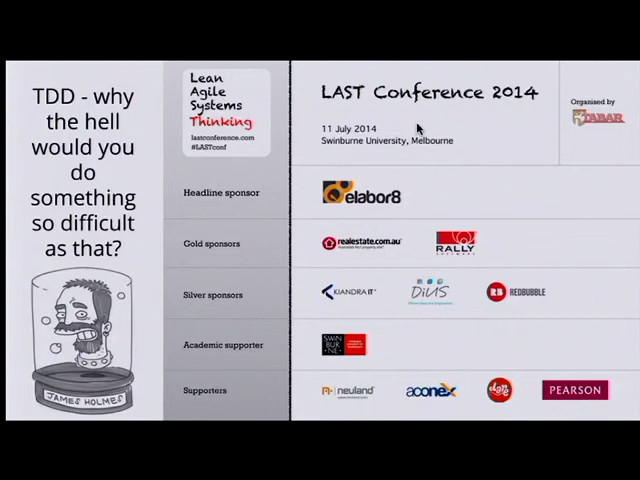 TDD - why
the hell
would you
do
something
so difficult
as that?
JAMES HOLMES
Lean
Agile
Systems
Thinking
lastconference.com
#LASTconf
LAST Conference 2014
11 July 2014
Swinburne University, Melbourne
Organised by
TABAR
Headline sponsor
elabor8
Gold sponsors
realestate.com.au
RALLY
SOFTWARE
Silver sponsors
KIANDRA IT
DiUS
REDBUBBLE
Academic supporter
SWIN
BUR
NE
Supporters
neuland
aconex
PEARSON